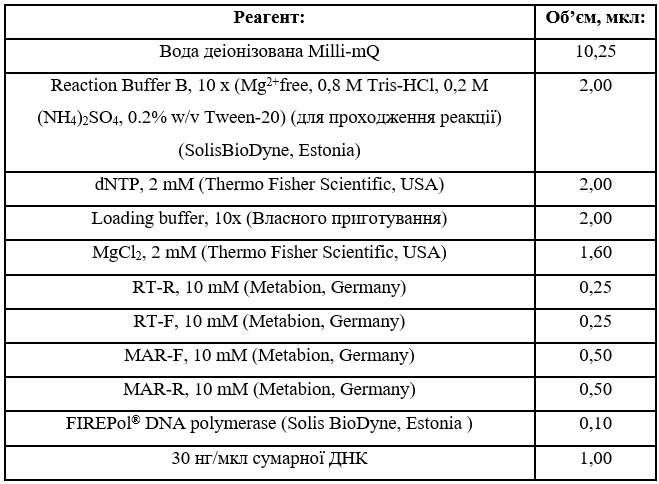 Реагент: Об’єм, мкл:
Вода деіонізована Milli-mQ 10,25
Reaction Buffer B, 10 x (Mg²⁺free, 0,8 M Tris-HCl, 0,2 M 2,00
(NH₄)₂SO₄, 0.2% w/v Tween-20) (для проходження реакції)
(SolisBioDyne, Estonia)
dNTP, 2 mM (Thermo Fisher Scientific, USA) 2,00
Loading buffer, 10x (Власного приготування) 2,00
MgCl₂, 2 mM (Thermo Fisher Scientific, USA) 1,60
RT-R, 10 mM (Metabion, Germany) 0,25
RT-F, 10 mM (Metabion, Germany) 0,25
MAR-F, 10 mM (Metabion, Germany) 0,50
MAR-R, 10 mM (Metabion, Germany) 0,50
FIREPol® DNA polymerase (Solis BioDyne, Estonia ) 0,10
30 нг/мкл сумарної ДНК 1,00